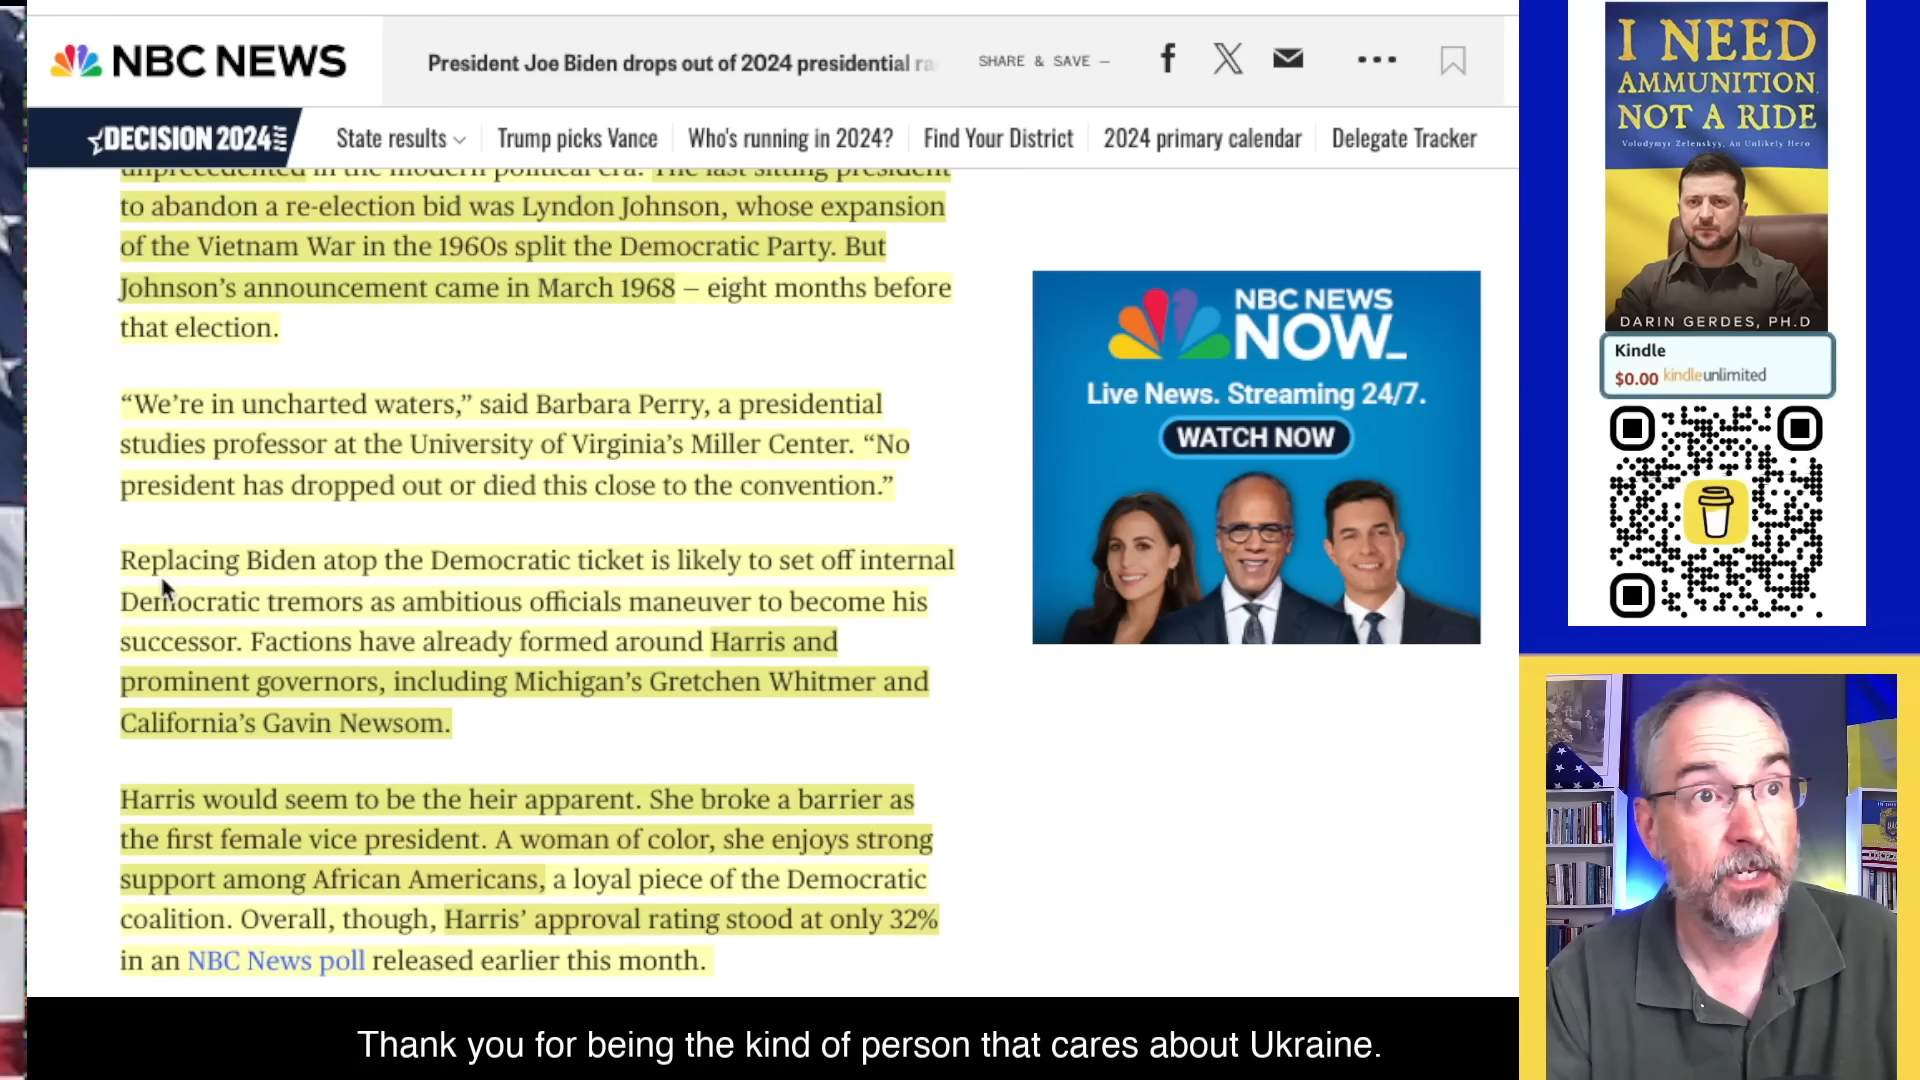 NBC NEWS
President Joe Biden drops out of 2024 presidential ra
SHARE & SAVE —
DECISION 2024
State results
Trump picks Vance
Who's running in 2024?
Find Your District
2024 primary calendar
Delegate Tracker
unprecedented in the modern political era. The last sitting president
to abandon a re-election bid was Lyndon Johnson, whose expansion
of the Vietnam War in the 1960s split the Democratic Party. But
Johnson’s announcement came in March 1968 — eight months before
that election.
“We’re in uncharted waters,” said Barbara Perry, a presidential
studies professor at the University of Virginia’s Miller Center. “No
president has dropped out or died this close to the convention.”
Replacing Biden atop the Democratic ticket is likely to set off internal
Democratic tremors as ambitious officials maneuver to become his
successor. Factions have already formed around Harris and
prominent governors, including Michigan’s Gretchen Whitmer and
California’s Gavin Newsom.
Harris would seem to be the heir apparent. She broke a barrier as
the first female vice president. A woman of color, she enjoys strong
support among African Americans, a loyal piece of the Democratic
coalition. Overall, though, Harris’ approval rating stood at only 32%
in an NBC News poll released earlier this month.
NBC NEWS
NOW_
Live News. Streaming 24/7.
WATCH NOW
I NEED
AMMUNITION,
NOT A RIDE
Volodymyr Zelenskyy, An Unlikely Hero
DARIN GERDES, PH.D
Kindle
$0.00 kindleunlimited
Thank you for being the kind of person that cares about Ukraine.